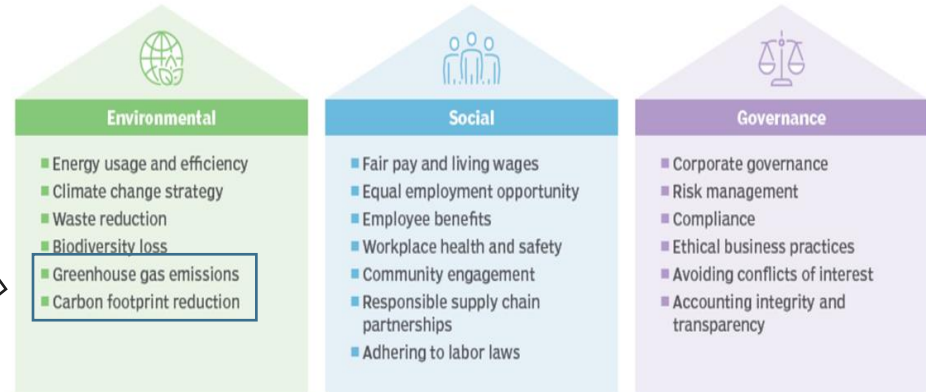 Environmental
Energy usage and efficiency
Climate change strategy
Waste reduction
Biodiversity loss
Greenhouse gas emissions
Carbon footprint reduction
Social
Fair pay and living wages
Equal employment opportunity
Employee benefits
Workplace health and safety
Community engagement
Responsible supply chain
partnerships
Adhering to labor laws
Governance
Corporate governance
Risk management
Compliance
Ethical business practices
Avoiding conflicts of interest
Accounting integrity and
transparency